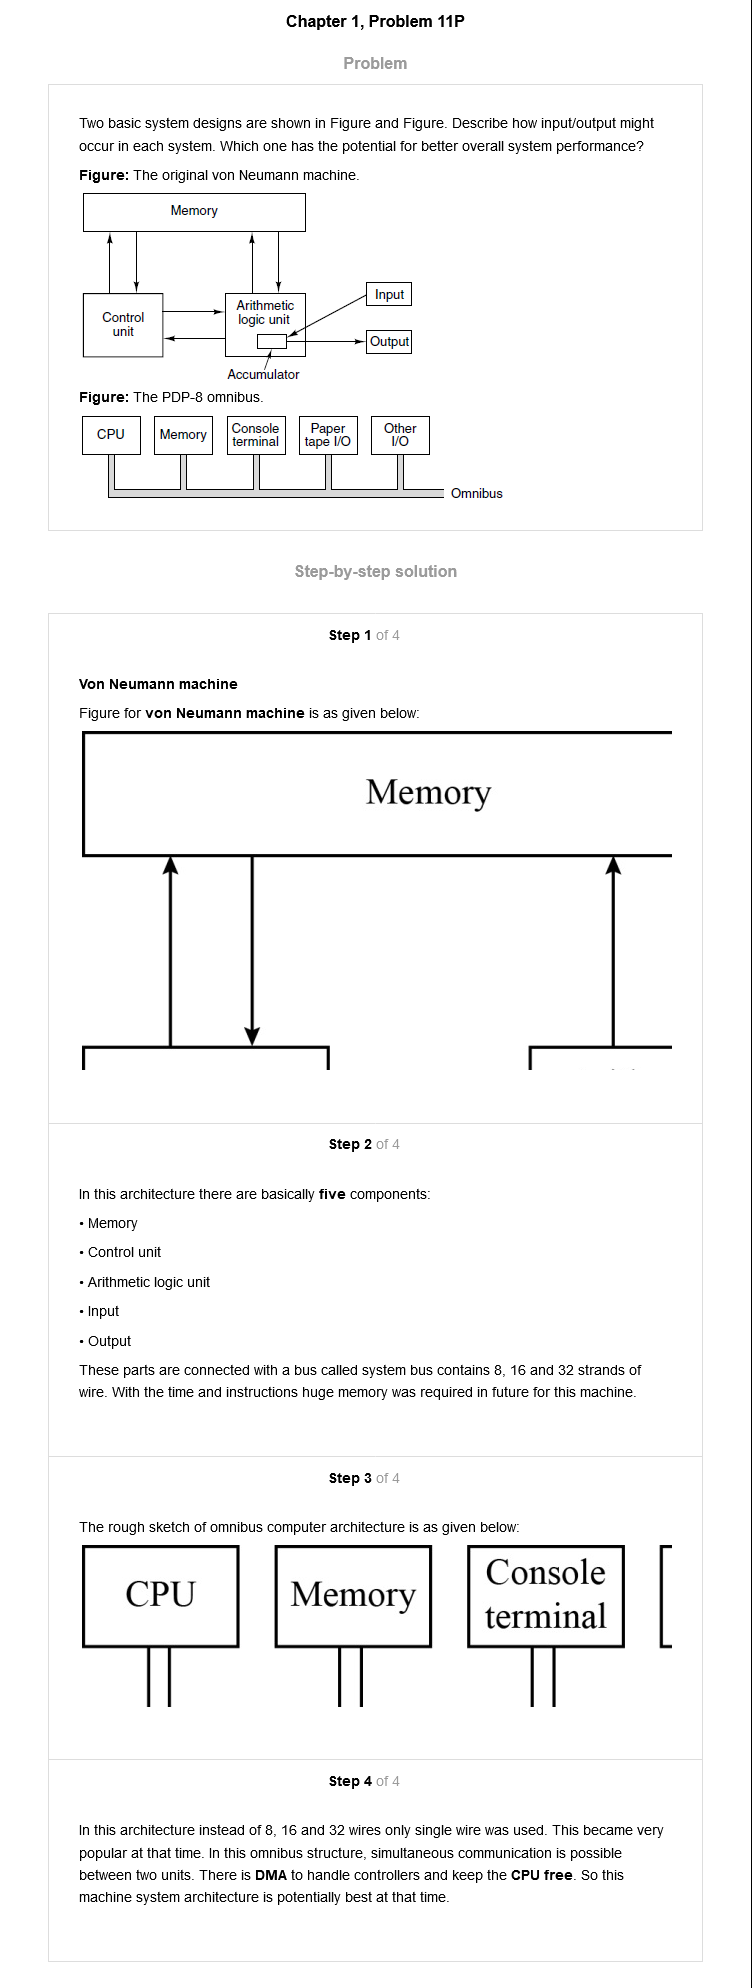 Chapter 1, Problem 11P
Problem
Two basic system designs are shown in Figure and Figure. Describe how input/output might
occur in each system. Which one has the potential for better overall system performance?
Figure: The original von Neumann machine.
Memory
Control
unit
Arithmetic
logic unit
Input
Output
Accumulator
Figure: The PDP-8 omnibus.
CPU
Memory
Console
terminal
Paper
tape I/O
Other
I/O
Omnibus
Step-by-step solution
Step 1 of 4
Von Neumann machine
Figure for von Neumann machine is as given below:
Memory
Step 2 of 4
In this architecture there are basically five components:
• Memory
• Control unit
• Arithmetic logic unit
• Input
• Output
These parts are connected with a bus called system bus contains 8, 16 and 32 strands of
wire. With the time and instructions huge memory was required in future for this machine.
Step 3 of 4
The rough sketch of omnibus computer architecture is as given below:
CPU
Memory
Console
terminal
Step 4 of 4
In this architecture instead of 8, 16 and 32 wires only single wire was used. This became very
popular at that time. In this omnibus structure, simultaneous communication is possible
between two units. There is DMA to handle controllers and keep the CPU free. So this
machine system architecture is potentially best at that time.